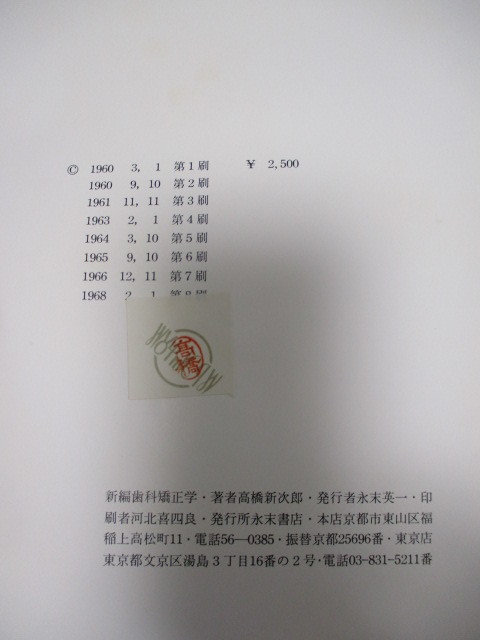 © 1960 3, 1 第1刷 ¥ 2,500
1960 9, 10 第2刷
1961 11, 11 第3刷
1963 2, 1 第4刷
1964 3, 10 第5刷
1965 9, 10 第6刷
1966 12, 11 第7刷
1968 2 1 第8刷
高橋
新編歯科矯正学・著者高橋新次郎・発行者永末英一・印
刷者河北喜四良・発行所永末書店・本店京都市東山区福
稲上高松町11・電話56―0385・振替京都25696番・東京店
東京都文京区湯島3丁目16番の2号・電話03-831-5211番